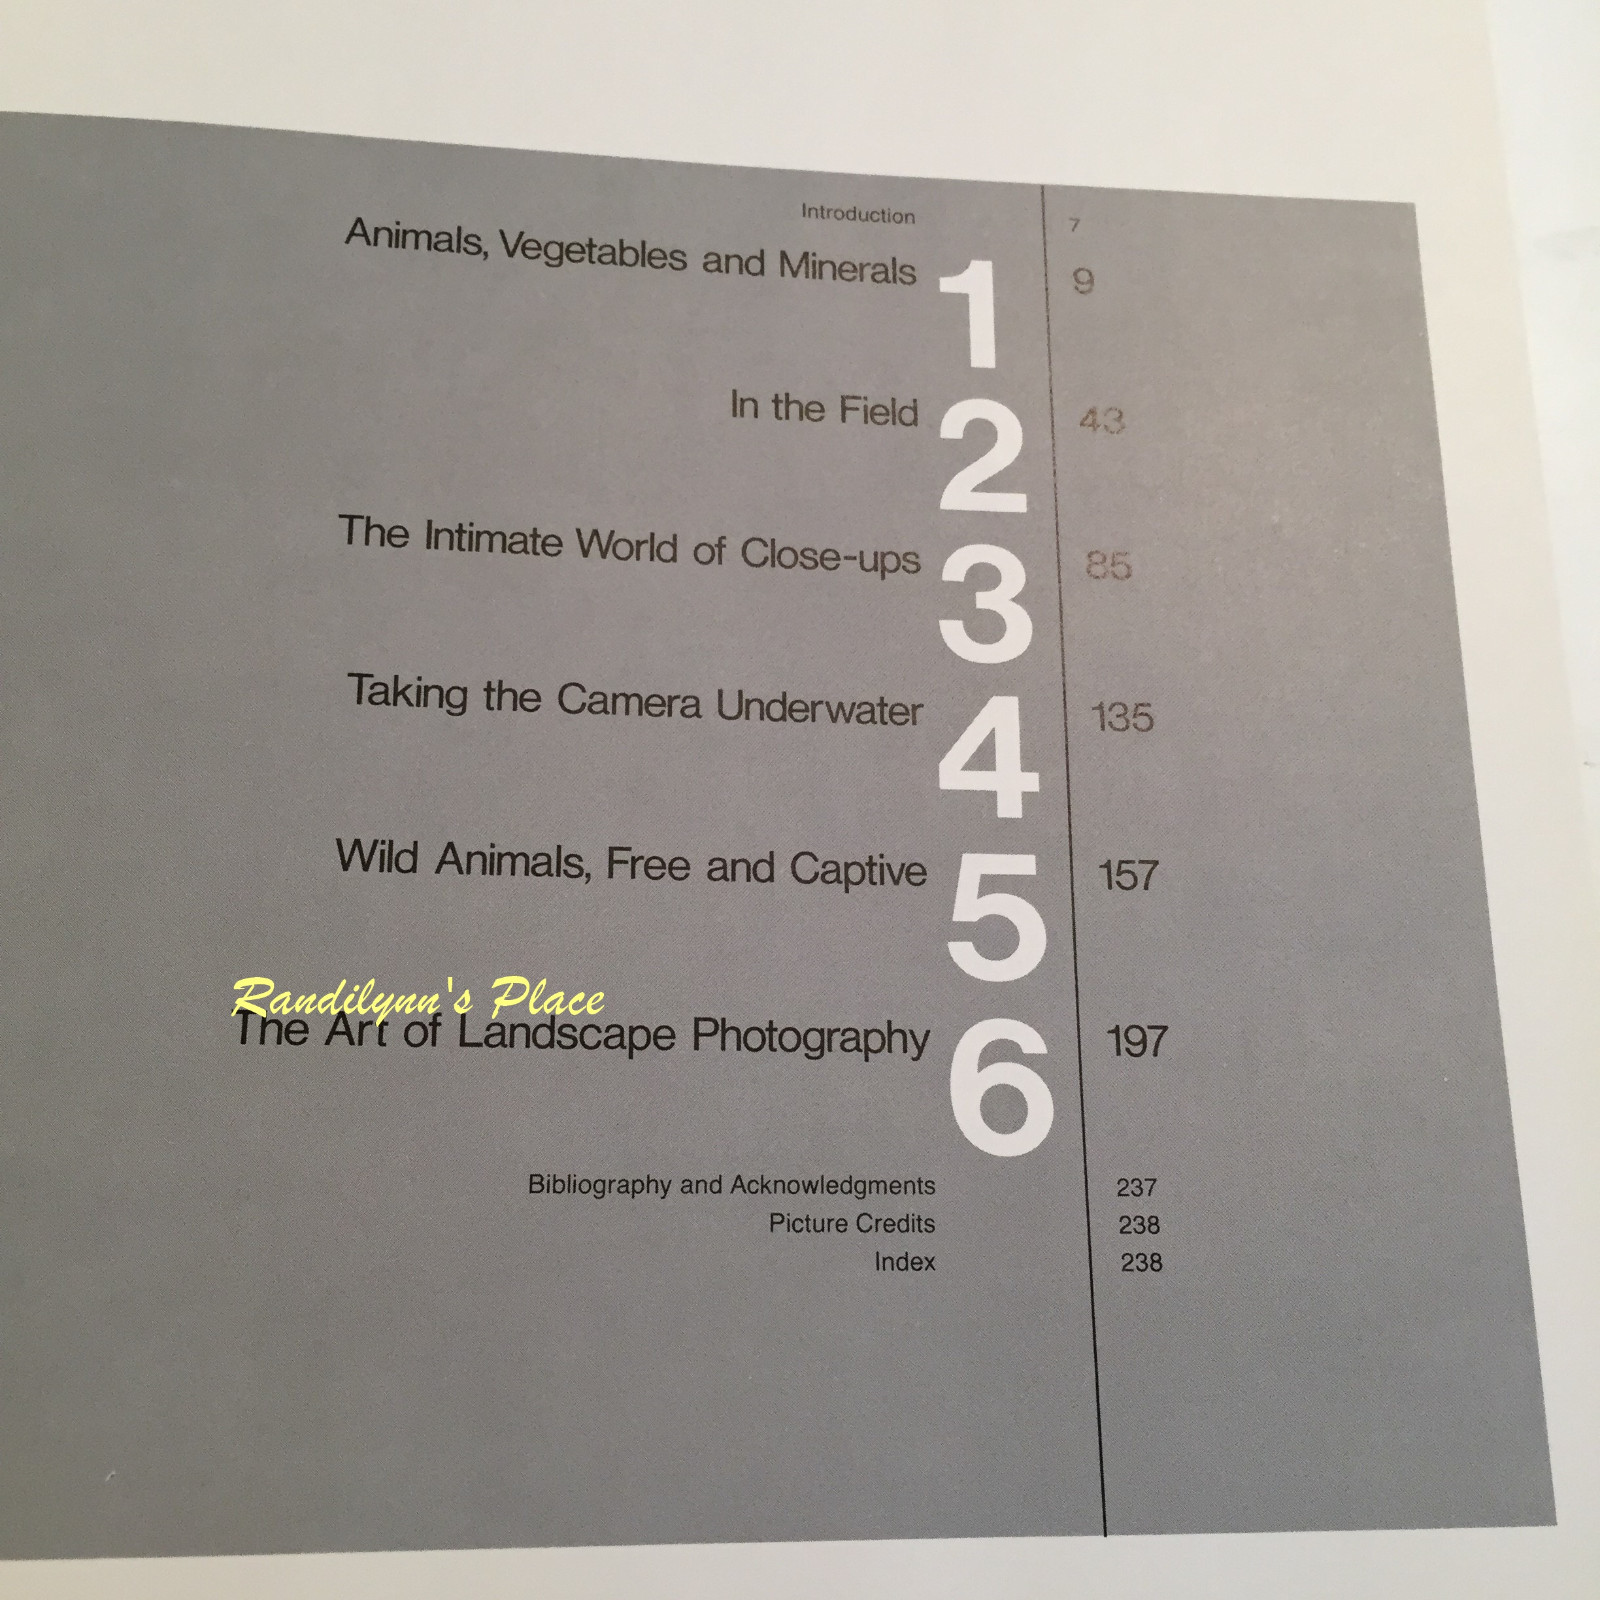 Introduction 7
Animals, Vegetables and Minerals 1 9
In the Field 2 43
The Intimate World of Close-ups 3 85
Taking the Camera Underwater 4 135
Wild Animals, Free and Captive 5 157
Randilynn's Place
The Art of Landscape Photography 6 197
Bibliography and Acknowledgments 237
Picture Credits 238
Index 238